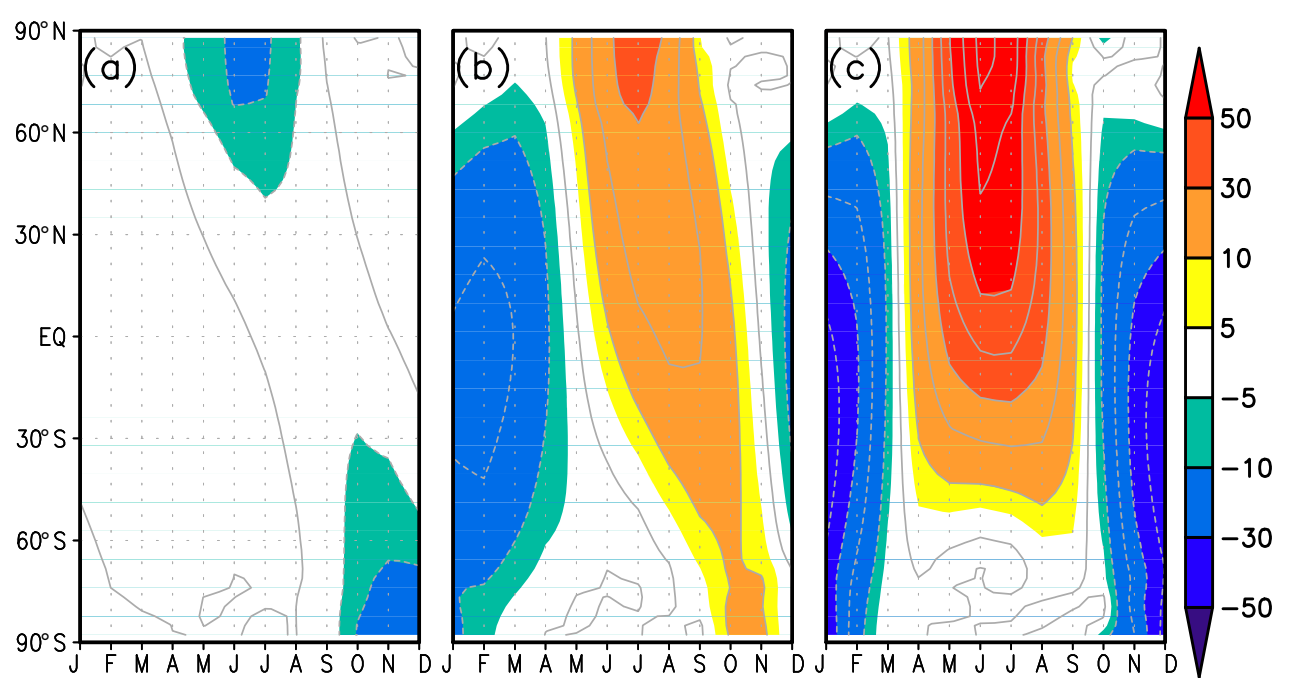 90°N
60°N
30°N
EQ
30°S
60°S
90°S
(a)
(b)
(c)
J F M A M J J A S O N D
J F M A M J J A S O N D
J F M A M J J A S O N D
50
30
10
5
−5
−10
−30
−50